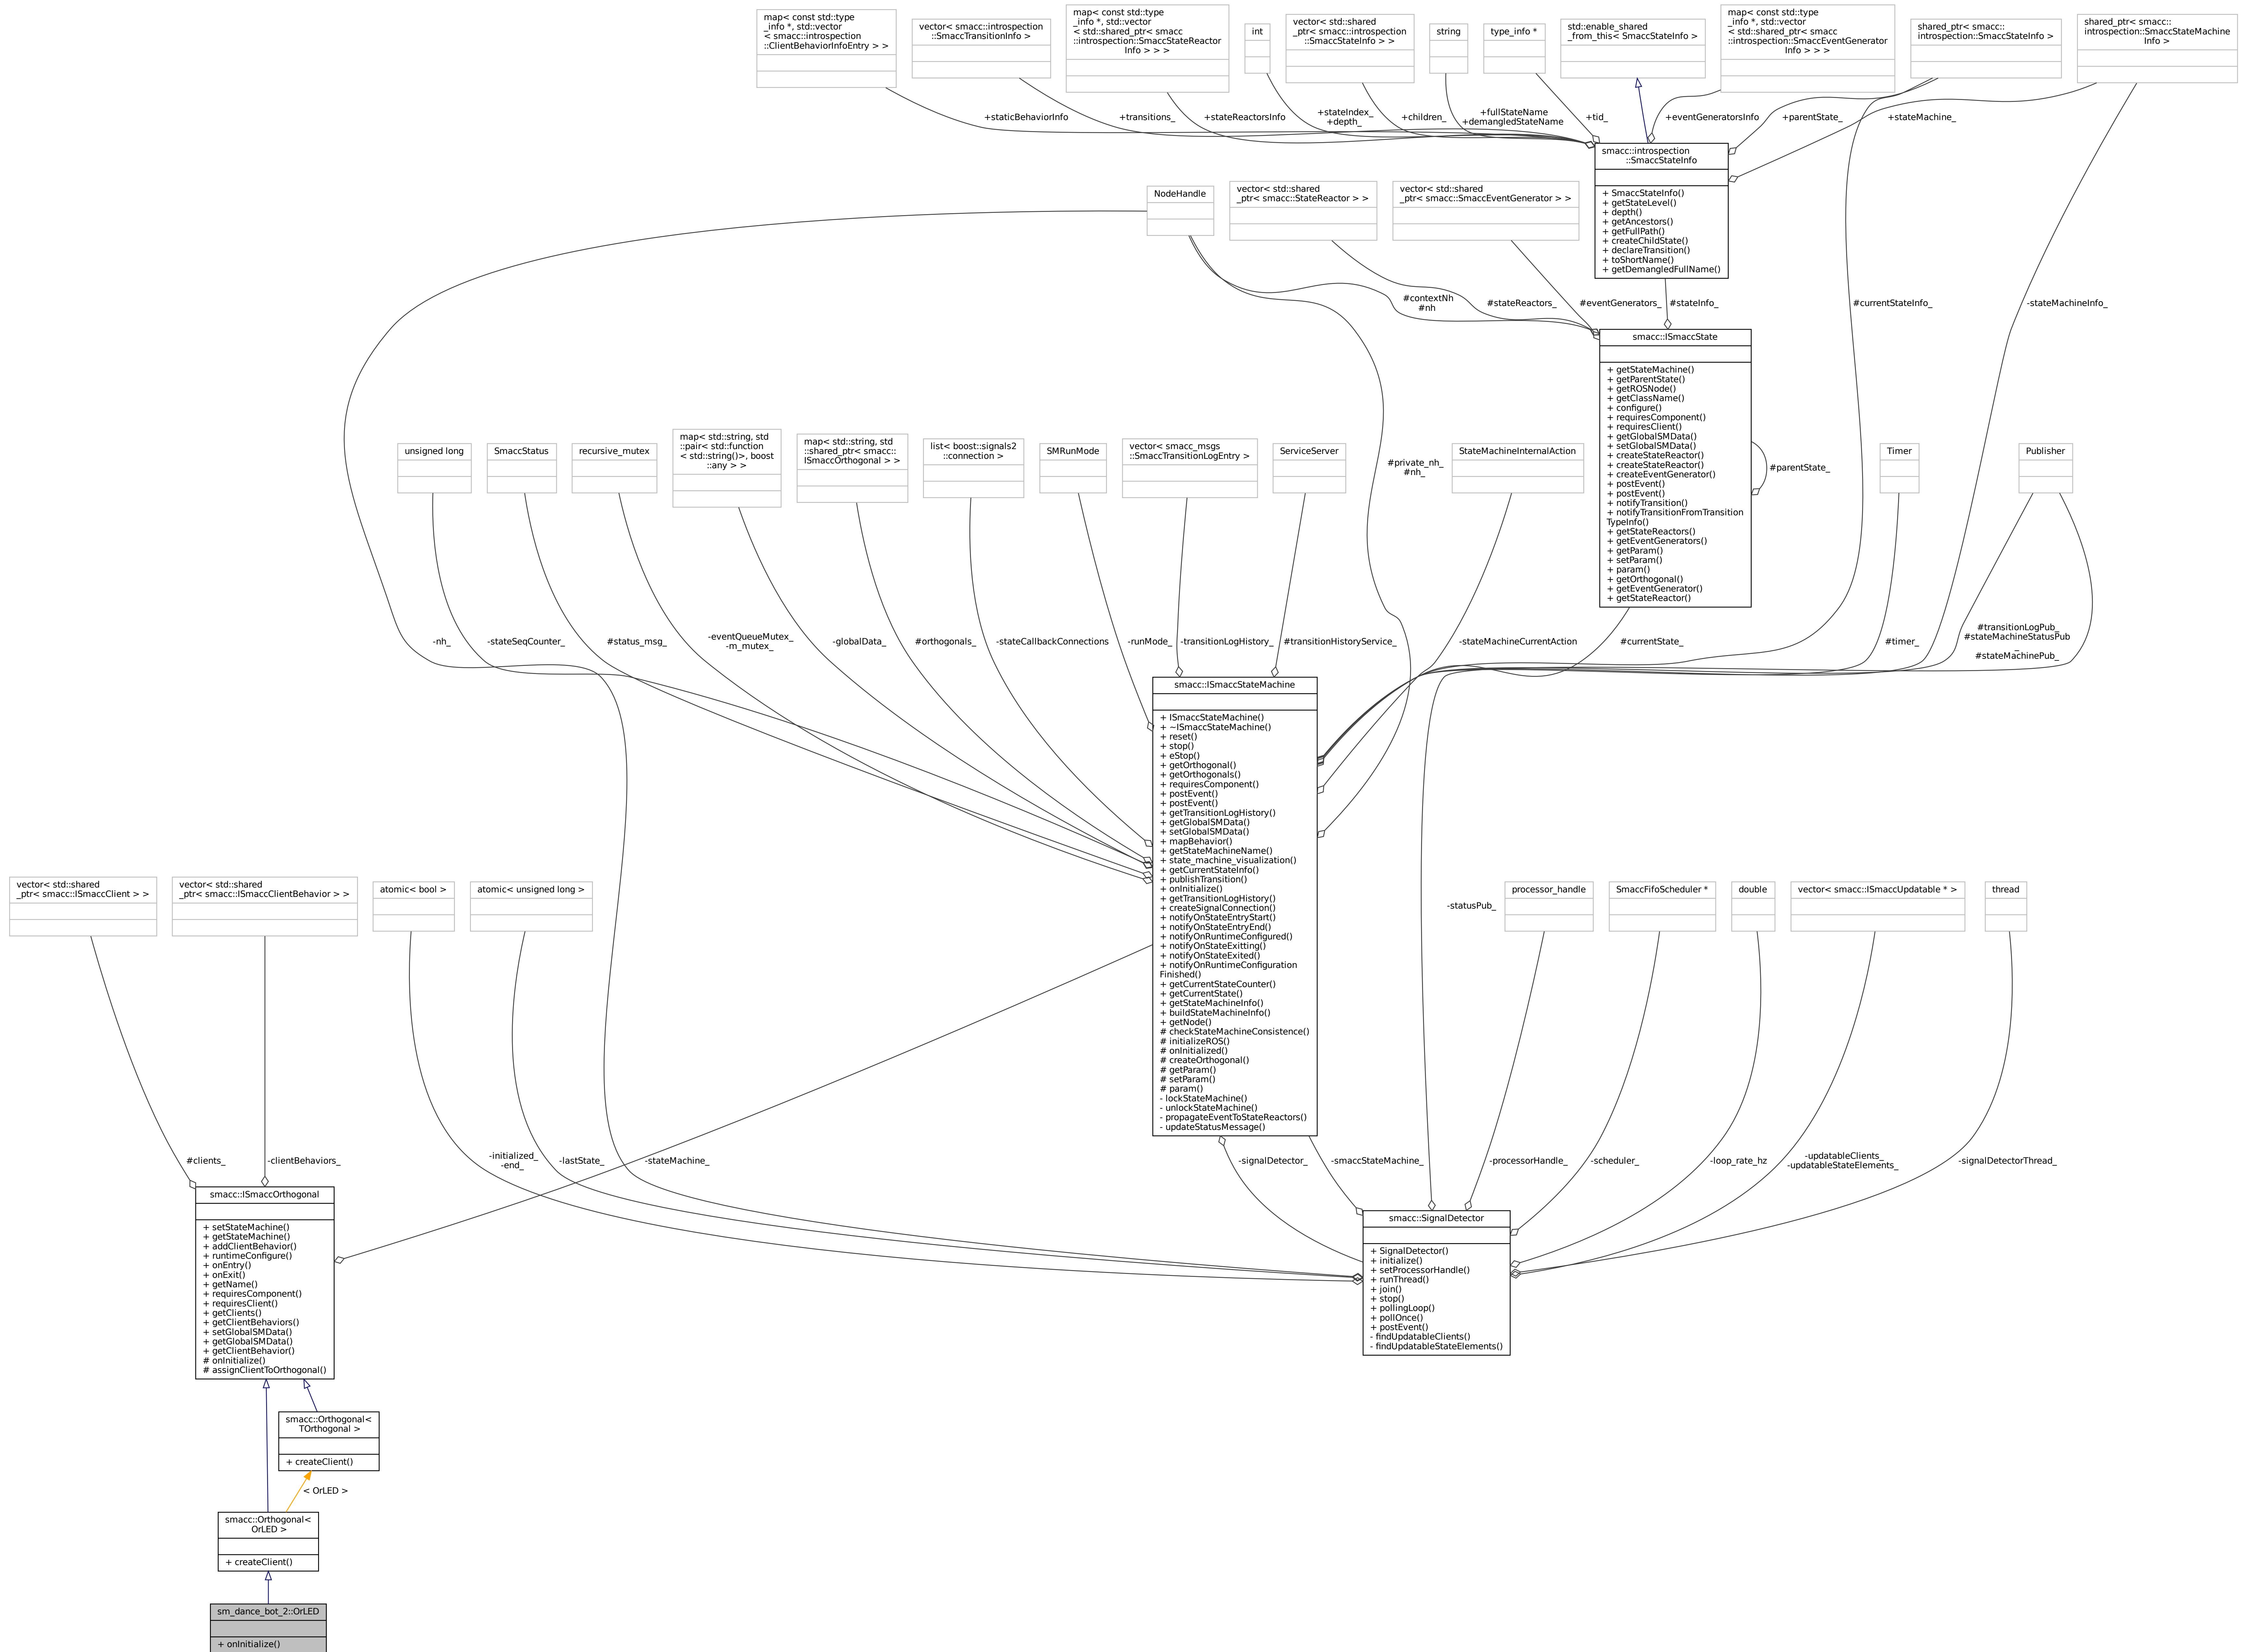 map< const std::type
_info *, std::vector
< smacc::introspection
::ClientBehaviorInfoEntry > >
vector< smacc::introspection
::SmaccTransitionInfo >
map< const std::type
_info *, std::vector
< std::shared_ptr< smacc
::introspection::SmaccStateReactor
Info > > >
int
vector< std::shared
_ptr< smacc::introspection
::SmaccStateInfo > >
string
type_info *
std::enable_shared
_from_this< SmaccStateInfo >
map< const std::type
_info *, std::vector
< std::shared_ptr< smacc
::introspection::SmaccEventGenerator
Info > > >
shared_ptr< smacc::
introspection::SmaccStateInfo >
shared_ptr< smacc::
introspection::SmaccStateMachine
Info >
+staticBehaviorInfo
+transitions_
+stateReactorsInfo
+stateIndex_
+depth_
+children_
+fullStateName
+demangledStateName
+tid_
+eventGeneratorsInfo
+parentState_
+stateMachine_
smacc::introspection
::SmaccStateInfo
+ SmaccStateInfo()
+ getStateLevel()
+ depth()
+ getAncestors()
+ getFullPath()
+ createChildState()
+ declareTransition()
+ toShortName()
+ getDemangledFullName()
NodeHandle
vector< std::shared
_ptr< smacc::StateReactor > >
vector< std::shared
_ptr< smacc::SmaccEventGenerator > >
#contextNh
#nh
#stateReactors_
#eventGenerators_
#stateInfo_
#currentStateInfo_
-stateMachineInfo_
smacc::ISmaccState
+ getStateMachine()
+ getParentState()
+ getROSNode()
+ getClassName()
+ configure()
+ requiresComponent()
+ requiresClient()
+ getGlobalSMData()
+ setGlobalSMData()
+ createStateReactor()
+ createStateReactor()
+ createEventGenerator()
+ postEvent()
+ postEvent()
+ notifyTransition()
+ notifyTransitionFromTransition
TypeInfo()
+ getStateReactors()
+ getEventGenerators()
+ getParam()
+ setParam()
+ param()
+ getOrthogonal()
+ getEventGenerator()
+ getStateReactor()
#parentState_
unsigned long
SmaccStatus
recursive_mutex
map< std::string, std
::pair< std::function
< std::string()>, boost
::any > >
map< std::string, std
::shared_ptr< smacc::
ISmaccOrthogonal > >
list< boost::signals2
::connection >
SMRunMode
vector< smacc_msgs
::SmaccTransitionLogEntry >
ServiceServer
#private_nh_
#nh_
StateMachineInternalAction
Timer
Publisher
-nh_
-stateSeqCounter_
#status_msg_
-eventQueueMutex_
-m_mutex_
-globalData_
#orthogonals_
-stateCallbackConnections
-runMode_
-transitionLogHistory_
#transitionHistoryService_
-stateMachineCurrentAction
#currentState_
#timer_
#transitionLogPub_
#stateMachineStatusPub
_
#stateMachinePub_
smacc::ISmaccStateMachine
+ ISmaccStateMachine()
+ ~ISmaccStateMachine()
+ reset()
+ stop()
+ eStop()
+ getOrthogonal()
+ getOrthogonals()
+ requiresComponent()
+ postEvent()
+ postEvent()
+ getTransitionLogHistory()
+ getGlobalSMData()
+ setGlobalSMData()
+ mapBehavior()
+ getStateMachineName()
+ state_machine_visualization()
+ getCurrentStateInfo()
+ publishTransition()
+ onInitialize()
+ getTransitionLogHistory()
+ createSignalConnection()
+ notifyOnStateEntryStart()
+ notifyOnStateEntryEnd()
+ notifyOnRuntimeConfigured()
+ notifyOnStateExitting()
+ notifyOnStateExited()
+ notifyOnRuntimeConfiguration
Finished()
+ getCurrentStateCounter()
+ getCurrentState()
+ getStateMachineInfo()
+ buildStateMachineInfo()
+ getNode()
# checkStateMachineConsistence()
# initializeROS()
# onInitialized()
# createOrthogonal()
# getParam()
# setParam()
# param()
- lockStateMachine()
- unlockStateMachine()
- propagateEventToStateReactors()
- updateStatusMessage()
vector< std::shared
_ptr< smacc::ISmaccClient > >
vector< std::shared
_ptr< smacc::ISmaccClientBehavior > >
atomic< bool >
atomic< unsigned long >
-statusPub_
processor_handle
SmaccFifoScheduler *
double
vector< smacc::ISmaccUpdatable * >
thread
#clients_
-clientBehaviors_
-initialized_
-end_
-lastState_
-stateMachine_
-signalDetector_
-smaccStateMachine_
-processorHandle_
-scheduler_
-loop_rate_hz
-updatableClients_
-updatableStateElements_
-signalDetectorThread_
smacc::ISmaccOrthogonal
+ setStateMachine()
+ getStateMachine()
+ addClientBehavior()
+ runtimeConfigure()
+ onEntry()
+ onExit()
+ getName()
+ requiresComponent()
+ requiresClient()
+ getClients()
+ getClientBehaviors()
+ setGlobalSMData()
+ getGlobalSMData()
+ getClientBehavior()
# onInitialize()
# assignClientToOrthogonal()
smacc::SignalDetector
+ SignalDetector()
+ initialize()
+ setProcessorHandle()
+ runThread()
+ join()
+ stop()
+ pollingLoop()
+ pollOnce()
+ postEvent()
- findUpdatableClients()
- findUpdatableStateElements()
smacc::Orthogonal<
TOrthogonal >
+ createClient()
< OrLED >
smacc::Orthogonal<
OrLED >
+ createClient()
sm_dance_bot_2::OrLED
+ onInitialize()